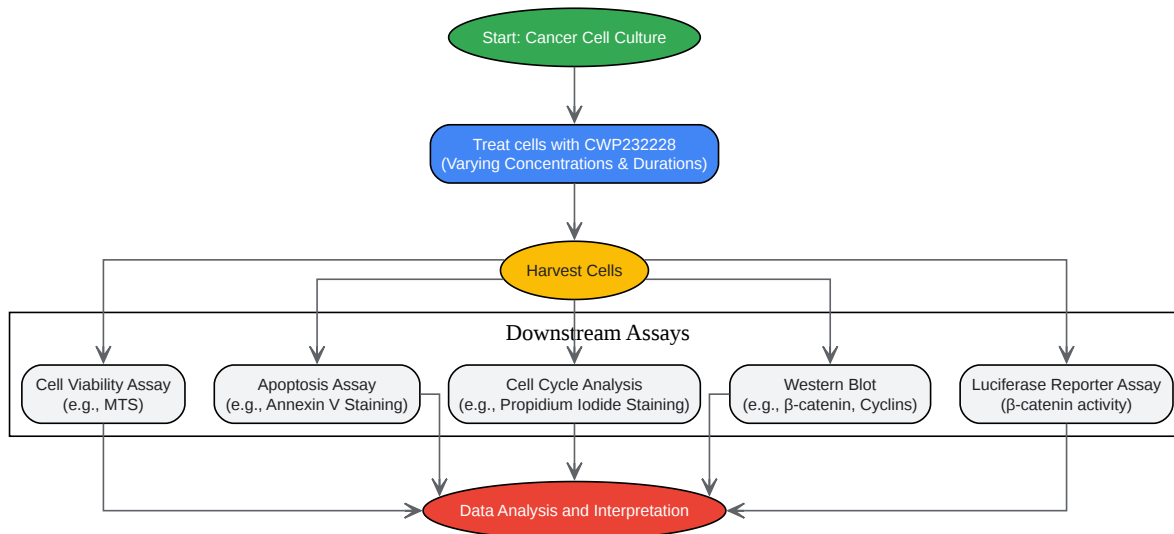 Start: Cancer Cell Culture
Treat cells with CWP232228
(Varying Concentrations & Durations)
Harvest Cells
Downstream Assays
Cell Viability Assay
(e.g., MTS)
Apoptosis Assay
(e.g., Annexin V Staining)
Cell Cycle Analysis
(e.g., Propidium Iodide Staining)
Western Blot
(e.g., β-catenin, Cyclins)
Luciferase Reporter Assay
(β-catenin activity)
Data Analysis and Interpretation